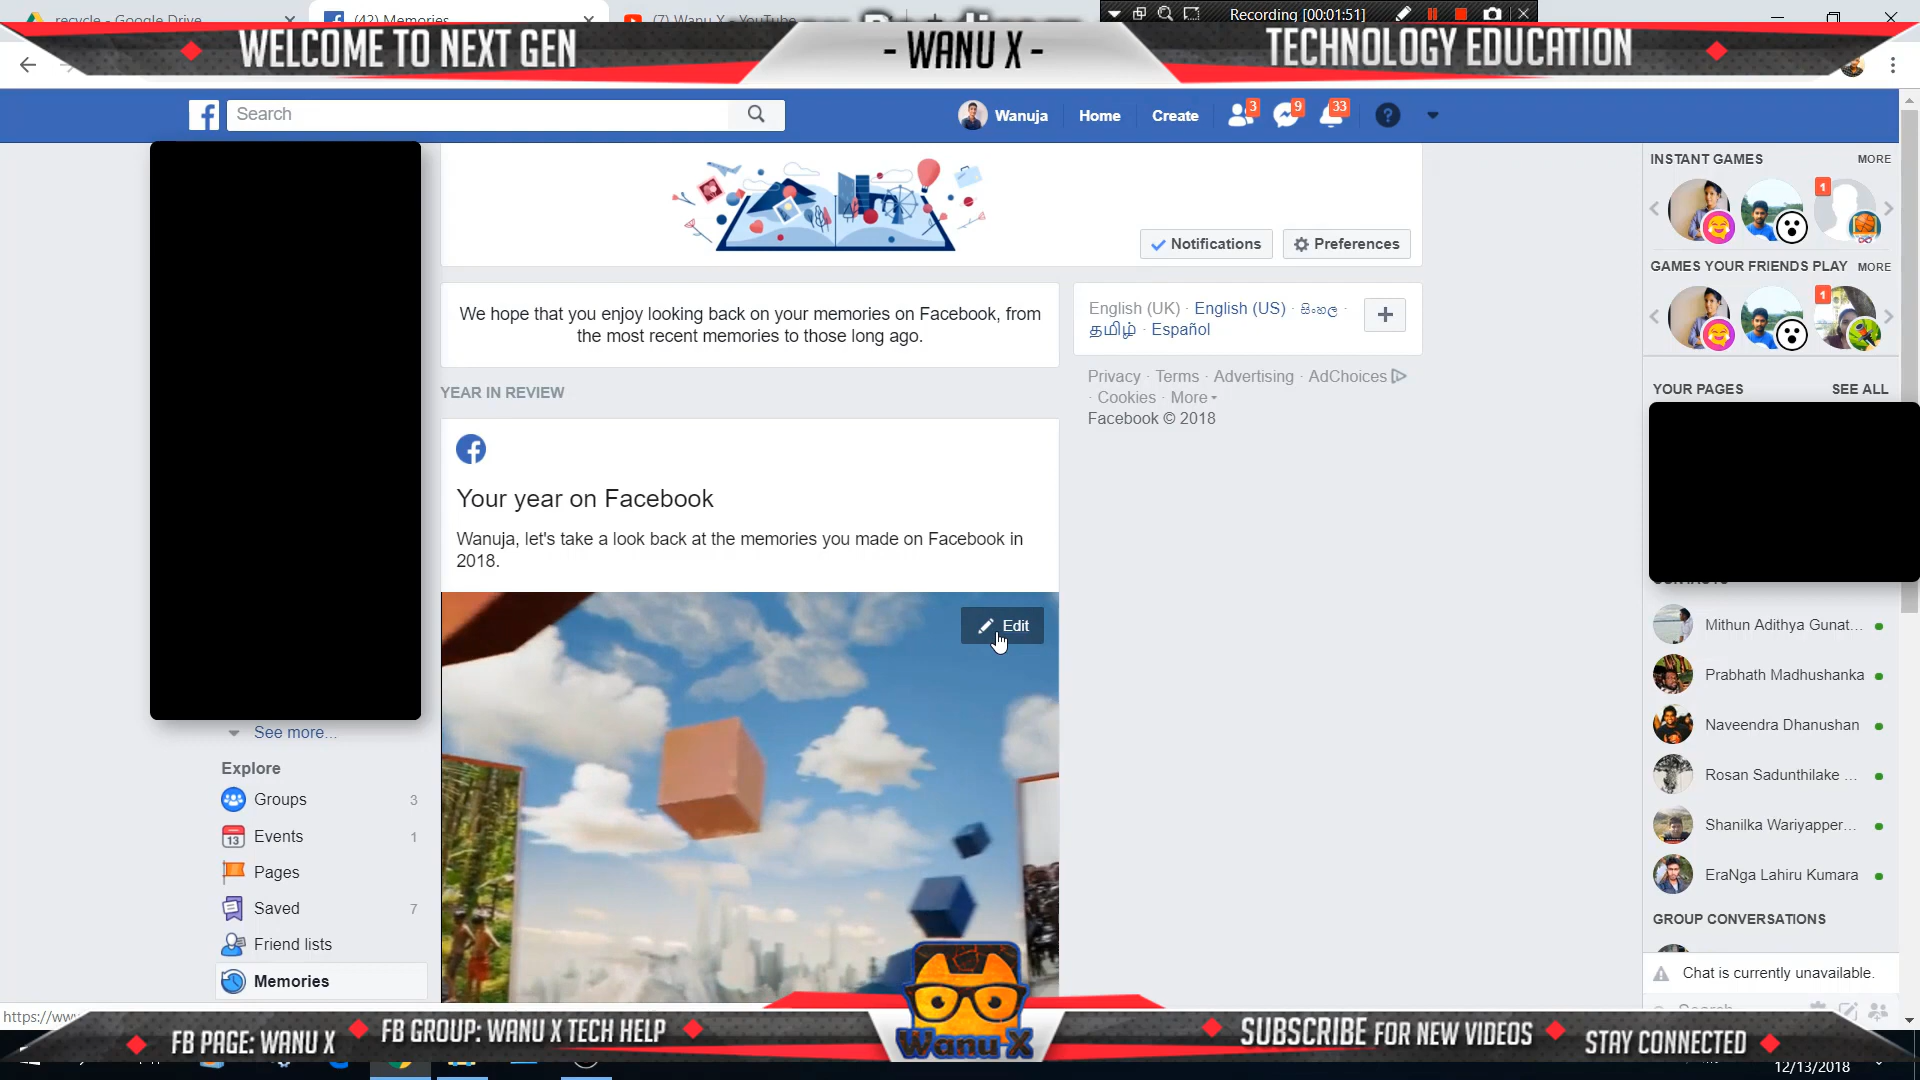 recycle - Google Drive
(42) Memories
(7) Wanu X - YouTube
Recording [00:01:51]
WELCOME TO NEXT GEN
- WANU X -
TECHNOLOGY EDUCATION
Search
Wanuja
Home
Create
3
9
33
Notifications
Preferences
We hope that you enjoy looking back on your memories on Facebook, from
the most recent memories to those long ago.
YEAR IN REVIEW
Your year on Facebook
Wanuja, let's take a look back at the memories you made on Facebook in
2018.
Edit
English (UK) · English (US) · සිංහල ·
தமிழ் · Español
Privacy · Terms · Advertising · AdChoices
· Cookies · More
Facebook © 2018
See more...
Explore
Groups 3
13
Events 1
Pages
Saved 7
Friend lists
Memories
INSTANT GAMES MORE
1
GAMES YOUR FRIENDS PLAY MORE
1
YOUR PAGES SEE ALL
CONTACTS
Mithun Adithya Gunat...
Prabhath Madhushanka
Naveendra Dhanushan
Rosan Sadunthilake ...
Shanilka Wariyapper...
EraNga Lahiru Kumara
GROUP CONVERSATIONS
Chat is currently unavailable.
Search
https://ww
FB PAGE: WANU X
FB GROUP: WANU X TECH HELP
Wanu X
SUBSCRIBE FOR NEW VIDEOS
STAY CONNECTED
12/13/2018